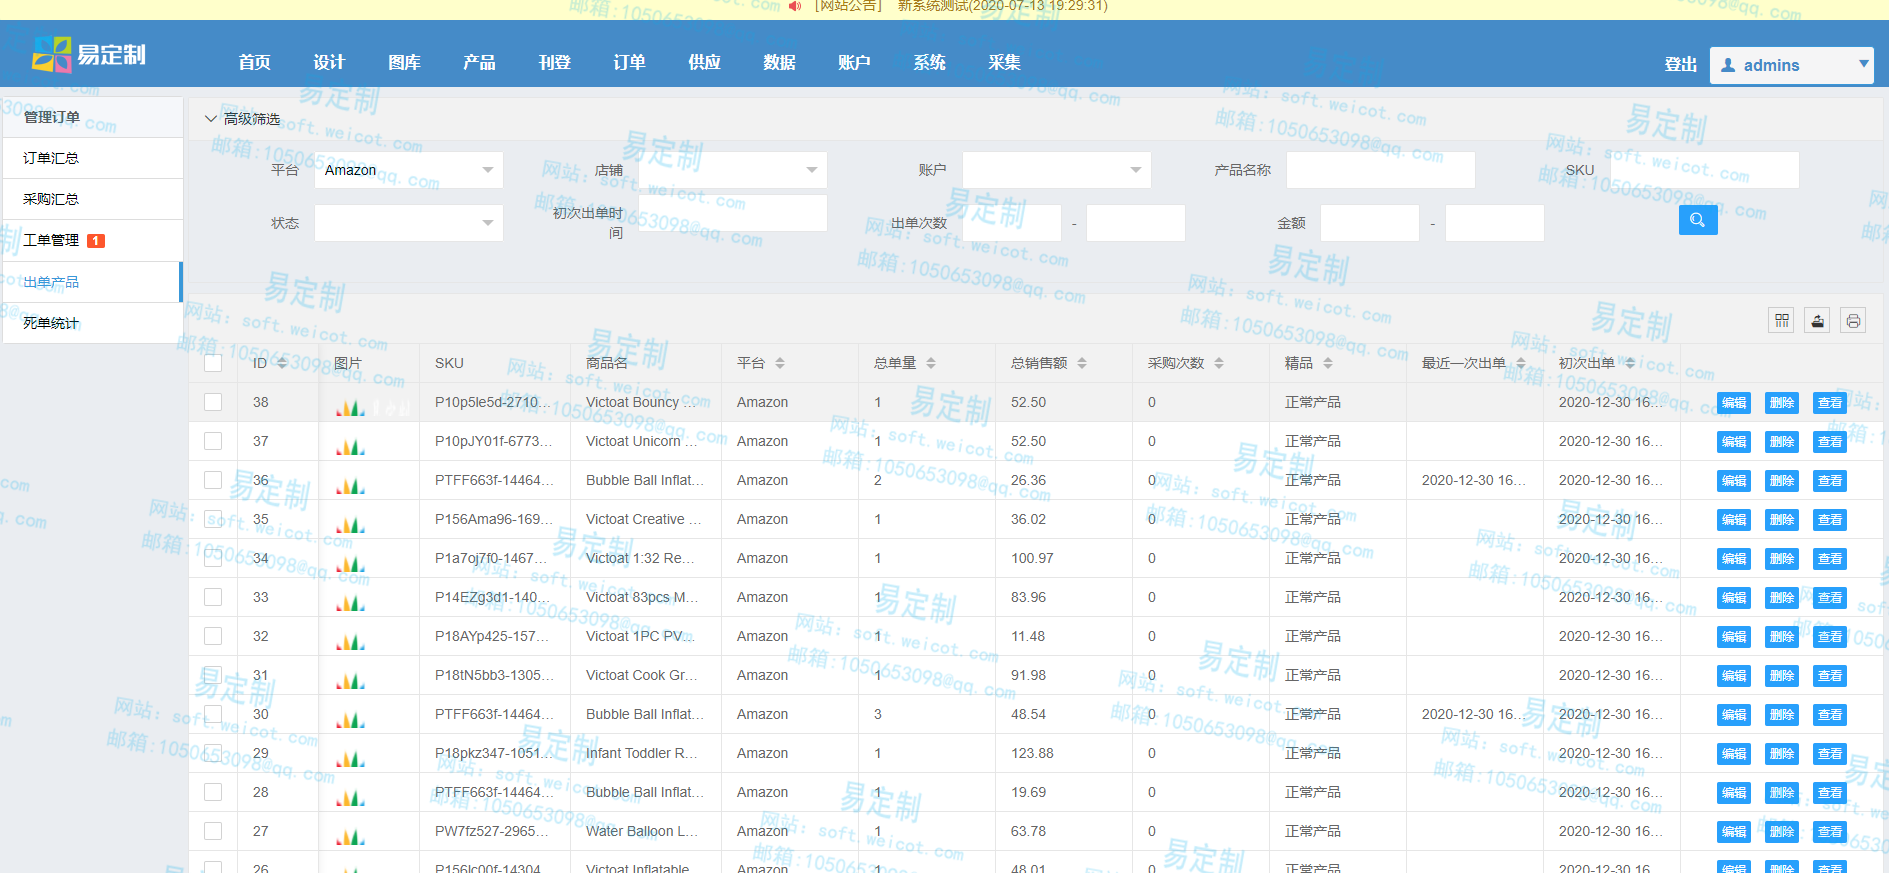 [网站公告] 新系统测试(2020-07-13 19:29:31)
易定制 首页 设计 图库 产品 刊登 订单 供应 数据 账户 系统 采集 登出 admins
管理订单
订单汇总
采购汇总
工单管理 1
出单产品
死单统计
高级筛选
平台 Amazon 店铺 账户 产品名称 SKU
状态 初次出单时间 出单次数 - 金额 -
ID 图片 SKU 商品名 平台 总单量 总销售额 采购次数 精品 最近一次出单 初次出单
38 P10p5le5d-2710... Victoat Bouncy ... Amazon 1 52.50 0 正常产品 2020-12-30 16... 编辑 删除 查看
37 P10pJY01f-6773... Victoat Unicorn ... Amazon 1 52.50 0 正常产品 2020-12-30 16... 编辑 删除 查看
36 PTFF663f-14464... Bubble Ball Inflat... Amazon 2 26.36 0 正常产品 2020-12-30 16... 2020-12-30 16... 编辑 删除 查看
35 P156Ama96-169... Victoat Creative ... Amazon 1 36.02 0 正常产品 2020-12-30 16... 编辑 删除 查看
34 P1a7oj7f0-1467... Victoat 1:32 Re... Amazon 1 100.97 0 正常产品 2020-12-30 16... 编辑 删除 查看
33 P14EZg3d1-140... Victoat 83pcs M... Amazon 1 83.96 0 正常产品 2020-12-30 16... 编辑 删除 查看
32 P18AYp425-157... Victoat 1PC PV... Amazon 1 11.48 0 正常产品 2020-12-30 16... 编辑 删除 查看
31 P18tN5bb3-1305... Victoat Cook Gr... Amazon 1 91.98 0 正常产品 2020-12-30 16... 编辑 删除 查看
30 PTFF663f-14464... Bubble Ball Inflat... Amazon 3 48.54 0 正常产品 2020-12-30 16... 2020-12-30 16... 编辑 删除 查看
29 P18pkz347-1051... Infant Toddler R... Amazon 1 123.88 0 正常产品 2020-12-30 16... 编辑 删除 查看
28 PTFF663f-14464... Bubble Ball Inflat... Amazon 1 19.69 0 正常产品 2020-12-30 16... 编辑 删除 查看
27 PW7fz527-2965... Water Balloon L... Amazon 1 63.78 0 正常产品 2020-12-30 16... 编辑 删除 查看
26 P156lc00f-14304... Victoat Inflatable... Amazon 1 48.01 0 正常产品 2020-12-30 16... 编辑 删除 查看
易定制
网站: soft.weicot.com
邮箱:1050653098@qq.com